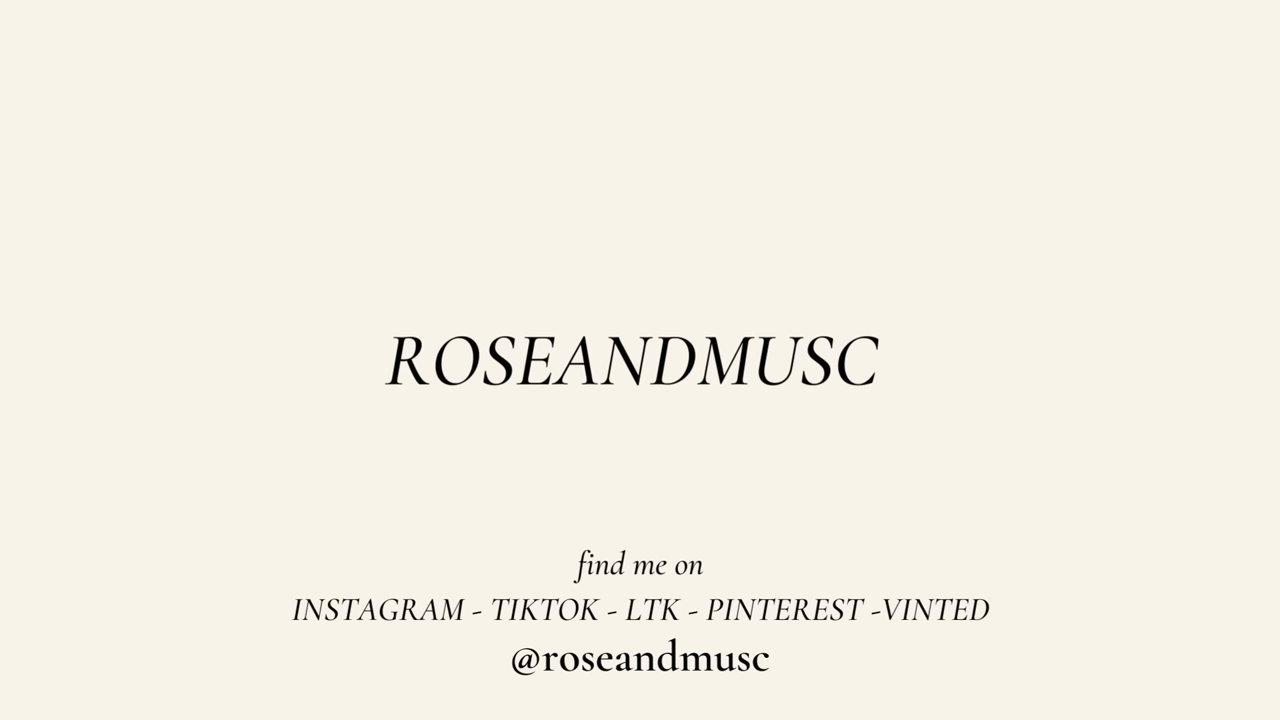 ROSEANDMUSC
find me on
INSTAGRAM - TIKTOK - LTK - PINTEREST -VINTED
@roseandmusc